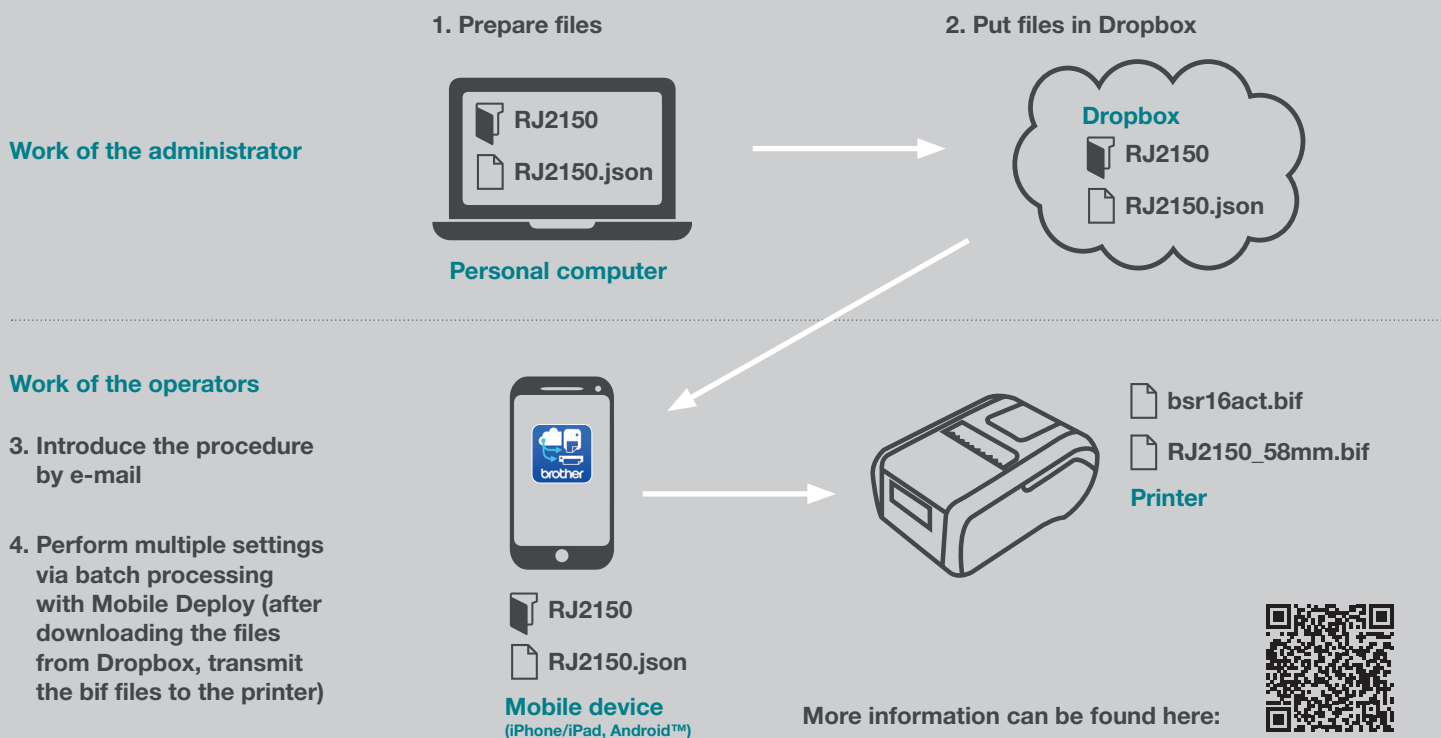 1. Prepare files
2. Put files in Dropbox
Work of the administrator
RJ2150
RJ2150.json
Personal computer
Dropbox
RJ2150
RJ2150.json
Work of the operators
3. Introduce the procedure
by e-mail
4. Perform multiple settings
via batch processing
with Mobile Deploy (after
downloading the files
from Dropbox, transmit
the bif files to the printer)
brother
RJ2150
RJ2150.json
Mobile device
(iPhone/iPad, Android™)
bsr16act.bif
RJ2150_58mm.bif
Printer
More information can be found here: